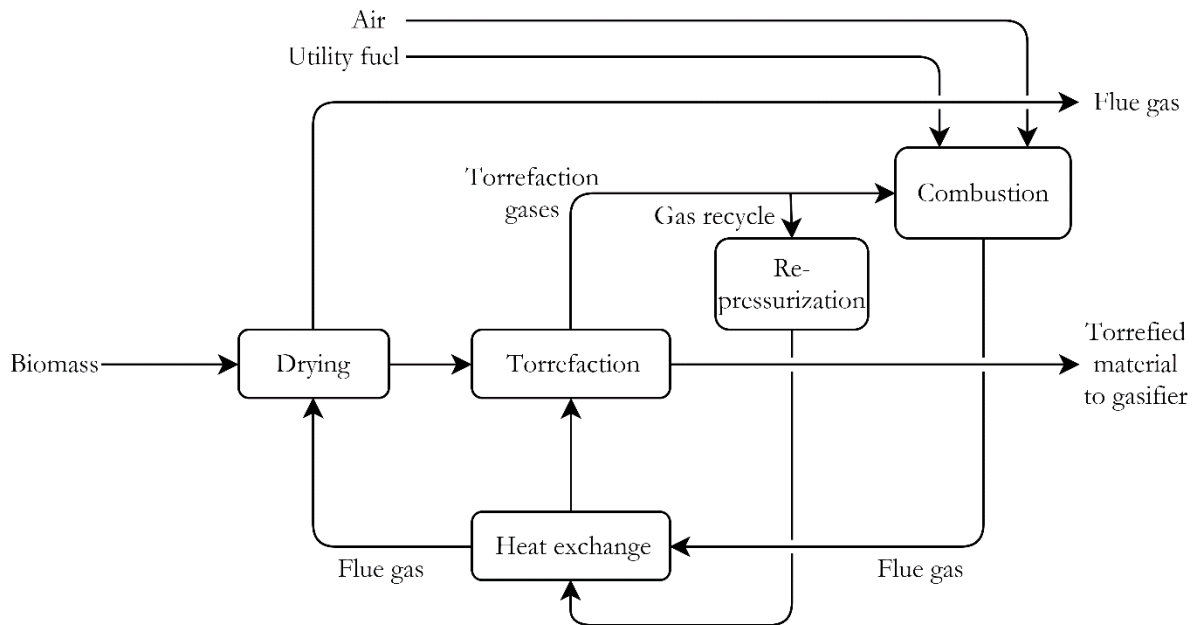 Air
Utility fuel
Flue gas
Torrefaction
gases
Combustion
Gas recycle
Re-
pressurization
Biomass
Drying
Torrefaction
Torrefied
material
to gasifier
Heat exchange
Flue gas
Flue gas